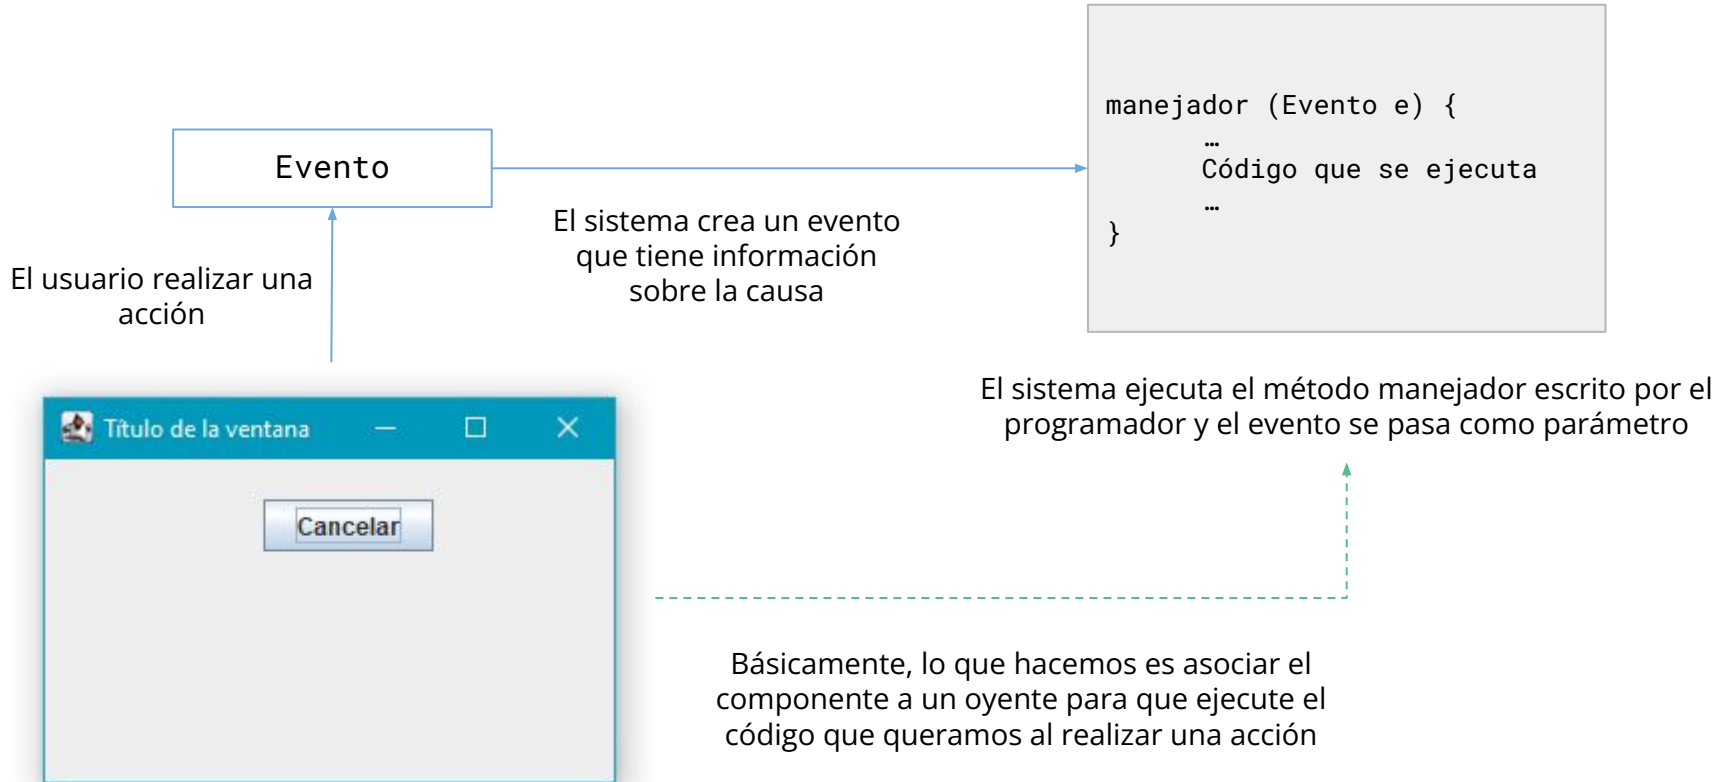 manejador (Evento e) {
…
Código que se ejecuta
…
}
Evento
El sistema crea un evento
que tiene información
sobre la causa
El usuario realizar una
acción
El sistema ejecuta el método manejador escrito por el
programador y el evento se pasa como parámetro
Título de la ventana
Cancelar
Básicamente, lo que hacemos es asociar el
componente a un oyente para que ejecute el
código que queramos al realizar una acción